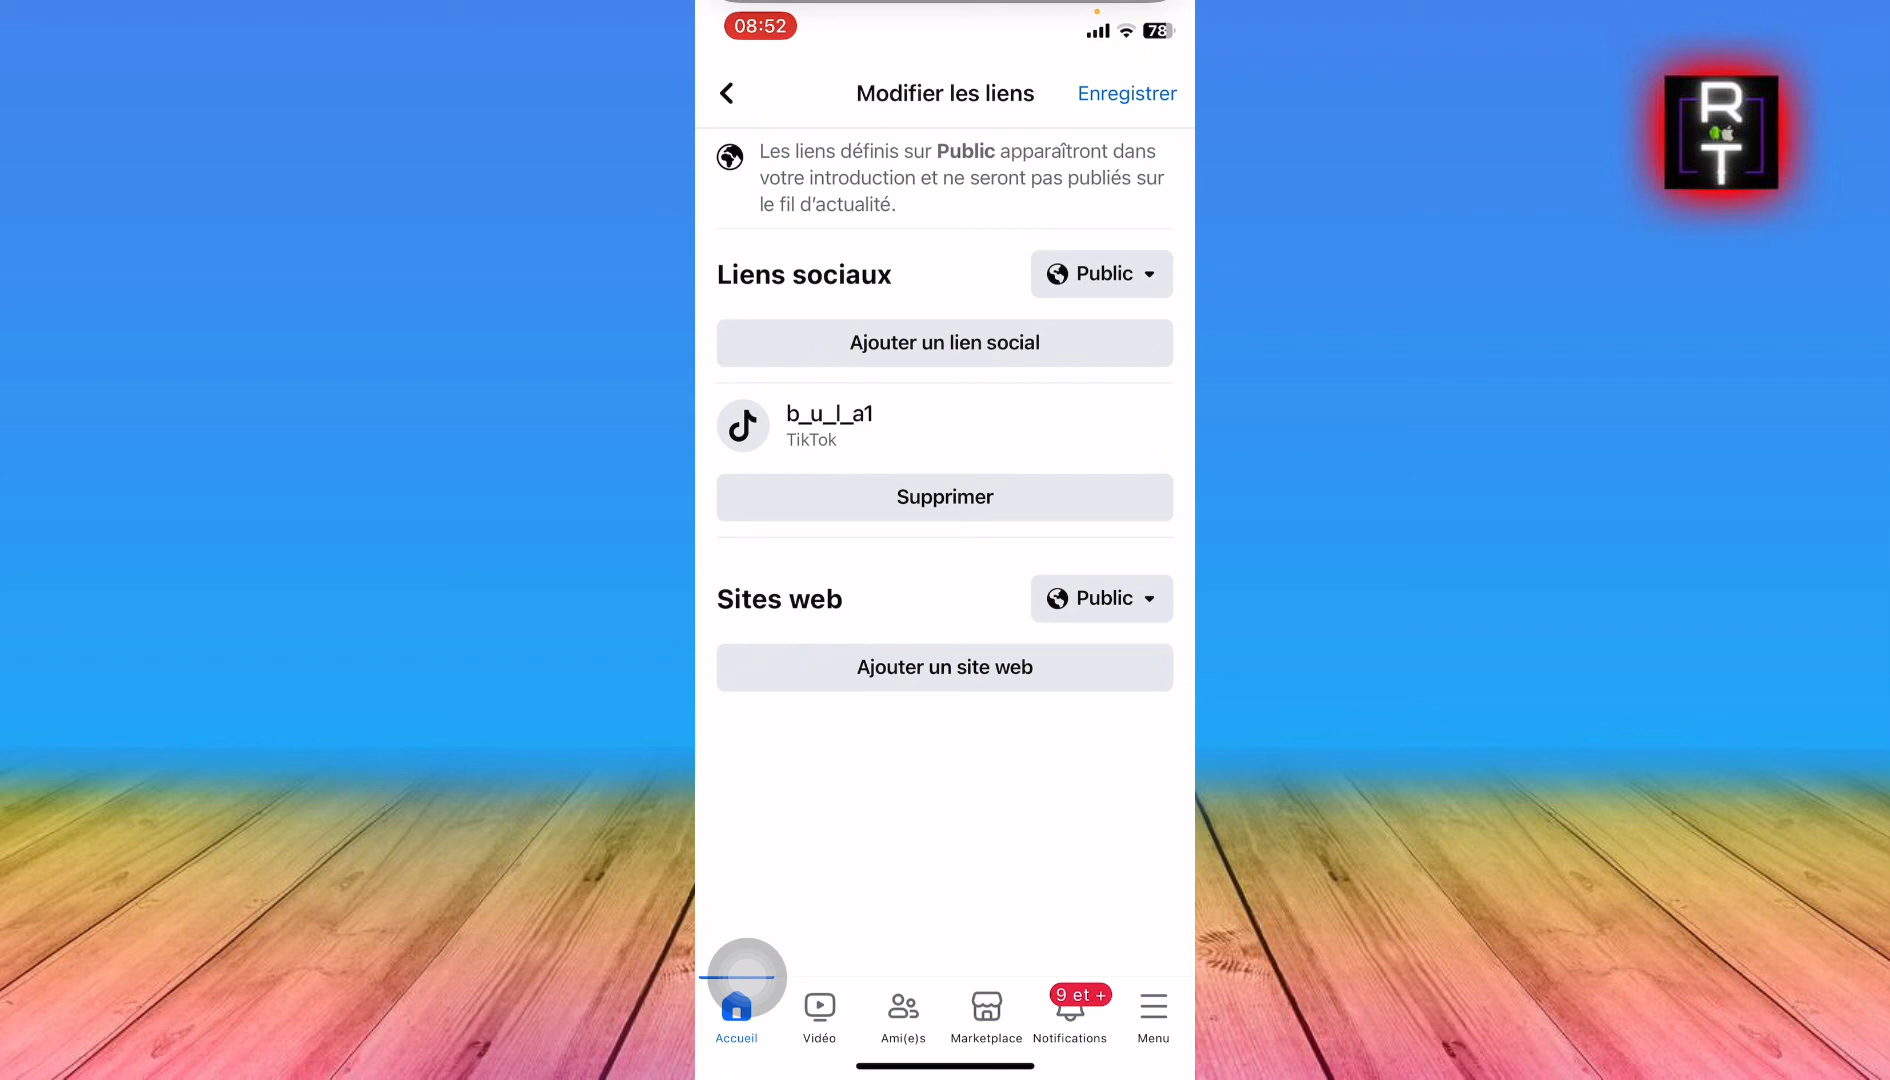 08:52
78
Modifier les liens
Enregistrer
Les liens définis sur Public apparaîtront dans
votre introduction et ne seront pas publiés sur
le fil d’actualité.
Liens sociaux
Public
Ajouter un lien social
b_u_l_a1
TikTok
Supprimer
Sites web
Public
Ajouter un site web
9 et +
Accueil
Vidéo
Ami(e)s
Marketplace
Notifications
Menu
R
T